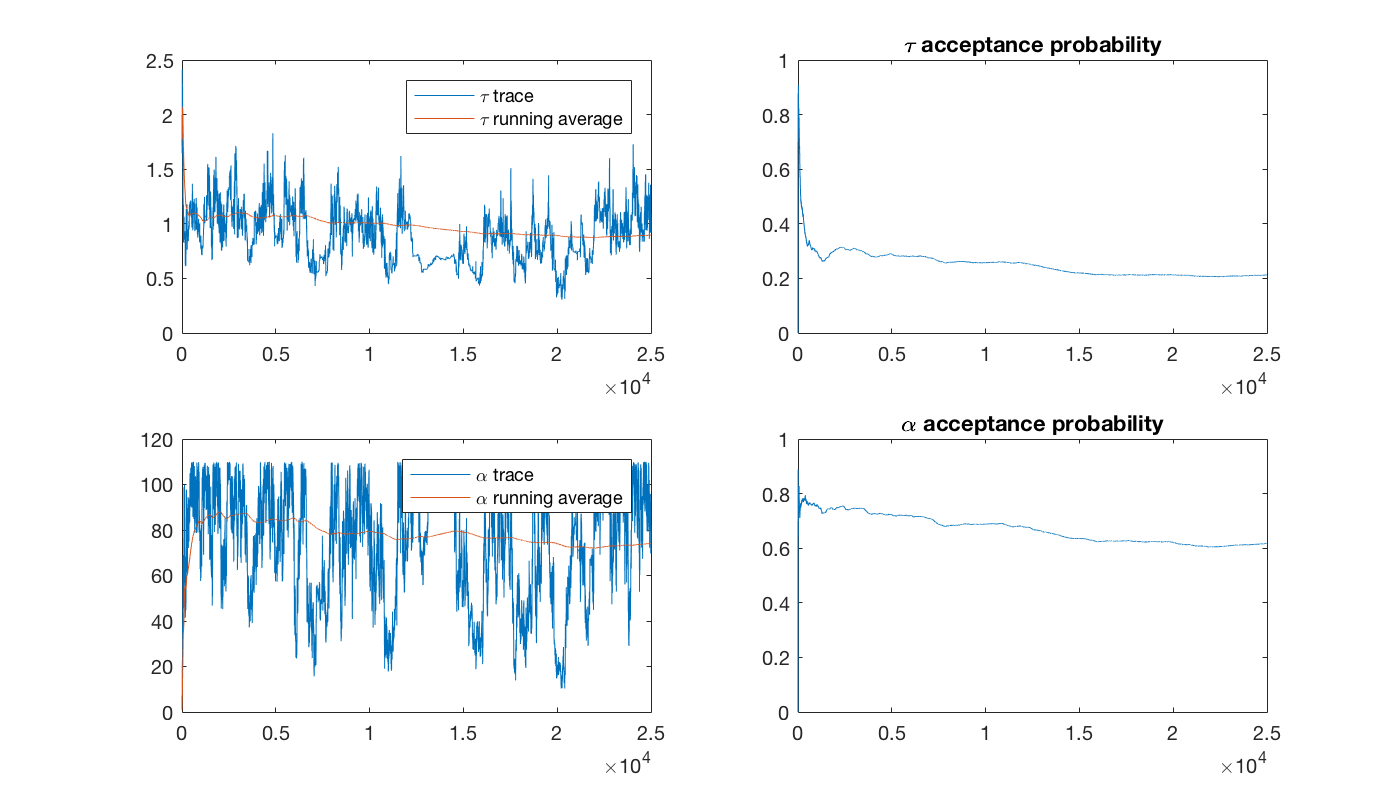 2.5
2
1.5
1
0.5
0
0 0.5 1 1.5 2 2.5
×10⁴
τ trace
τ running average
τ acceptance probability
1
0.8
0.6
0.4
0.2
0
0 0.5 1 1.5 2 2.5
×10⁴
120
100
80
60
40
20
0
0 0.5 1 1.5 2 2.5
×10⁴
α trace
α running average
α acceptance probability
1
0.8
0.6
0.4
0.2
0
0 0.5 1 1.5 2 2.5
×10⁴